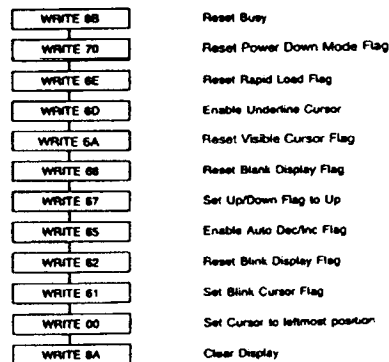 WRITE 8B Reset Busy
WRITE 70 Reset Power Down Mode Flag
WRITE 6E Reset Rapid Load Flag
WRITE 6D Enable Underline Cursor
WRITE 6A Reset Visible Cursor Flag
WRITE 68 Reset Blank Display Flag
WRITE 67 Set Up/Down Flag to Up
WRITE 65 Enable Auto Dec/Inc Flag
WRITE 62 Reset Blink Display Flag
WRITE 61 Set Blink Cursor Flag
WRITE 00 Set Cursor to leftmost position
WRITE 8A Clear Display